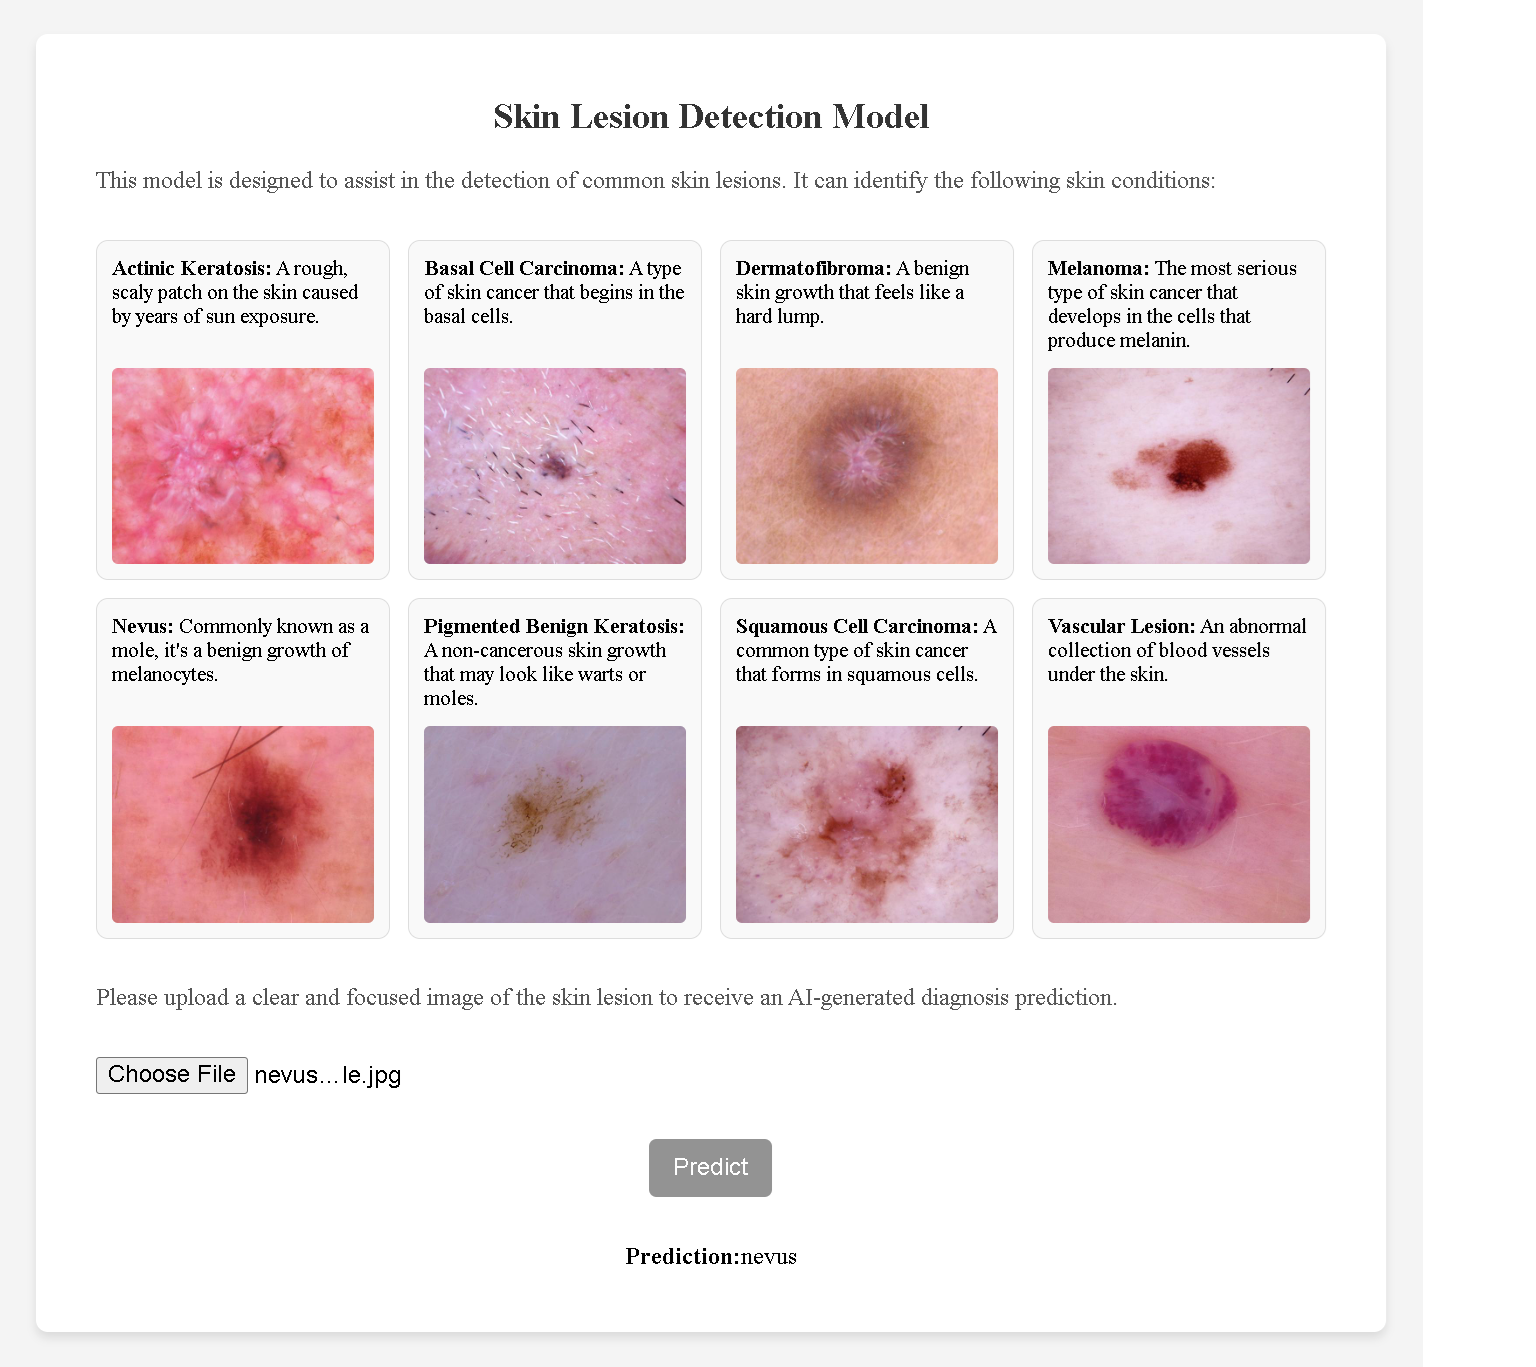 Skin Lesion Detection Model
This model is designed to assist in the detection of common skin lesions. It can identify the following skin conditions:
Actinic Keratosis: A rough,
scaly patch on the skin caused
by years of sun exposure.
Basal Cell Carcinoma: A type
of skin cancer that begins in the
basal cells.
Dermatofibroma: A benign
skin growth that feels like a
hard lump.
Melanoma: The most serious
type of skin cancer that
develops in the cells that
produce melanin.
Nevus: Commonly known as a
mole, it's a benign growth of
melanocytes.
Pigmented Benign Keratosis:
A non-cancerous skin growth
that may look like warts or
moles.
Squamous Cell Carcinoma: A
common type of skin cancer
that forms in squamous cells.
Vascular Lesion: An abnormal
collection of blood vessels
under the skin.
Please upload a clear and focused image of the skin lesion to receive an AI-generated diagnosis prediction.
Choose File nevus...le.jpg
Predict
Prediction:nevus